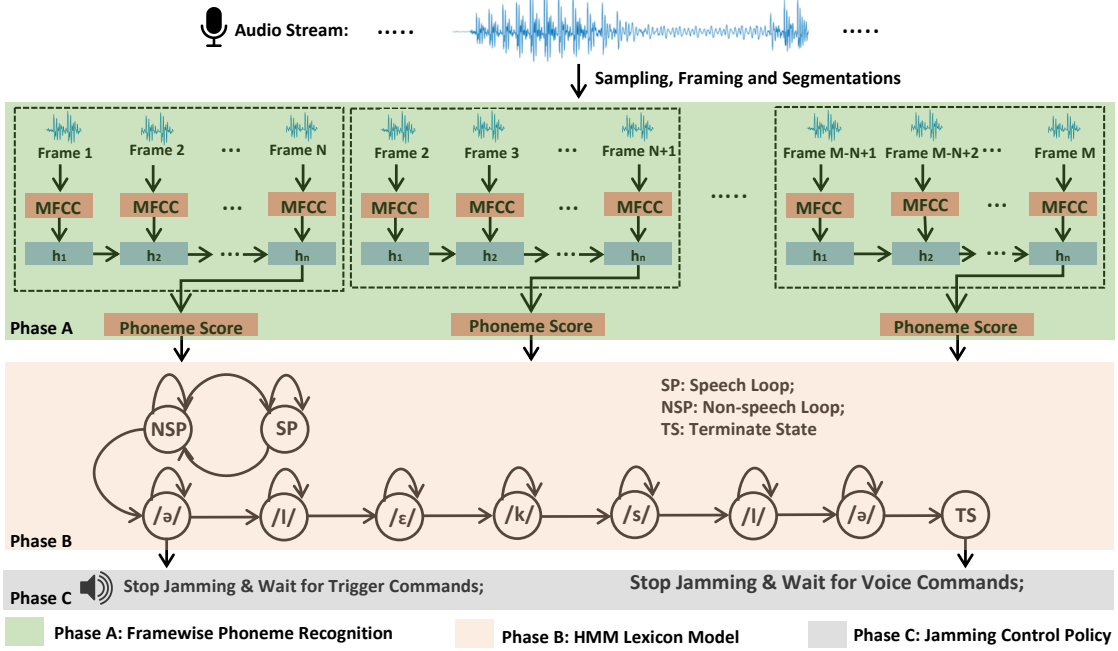 Audio Stream: ..... .....
Sampling, Framing and Segmentations
Frame 1 Frame 2 ... Frame N Frame 2 Frame 3 ... Frame N+1 Frame M-N+1 Frame M-N+2 ... Frame M
MFCC MFCC ... MFCC MFCC MFCC ... MFCC ..... MFCC MFCC ... MFCC
h1 h2 ... hn h1 h2 ... hn h1 h2 ... hn
Phase A Phoneme Score Phoneme Score Phoneme Score
SP: Speech Loop;
NSP: Non-speech Loop;
TS: Terminate State
NSP SP
/ə/ /l/ /ɛ/ /k/ /s/ /l/ /ə/ TS
Phase B
Phase C Stop Jamming & Wait for Trigger Commands; Stop Jamming & Wait for Voice Commands;
Phase A: Framewise Phoneme Recognition Phase B: HMM Lexicon Model Phase C: Jamming Control Policy